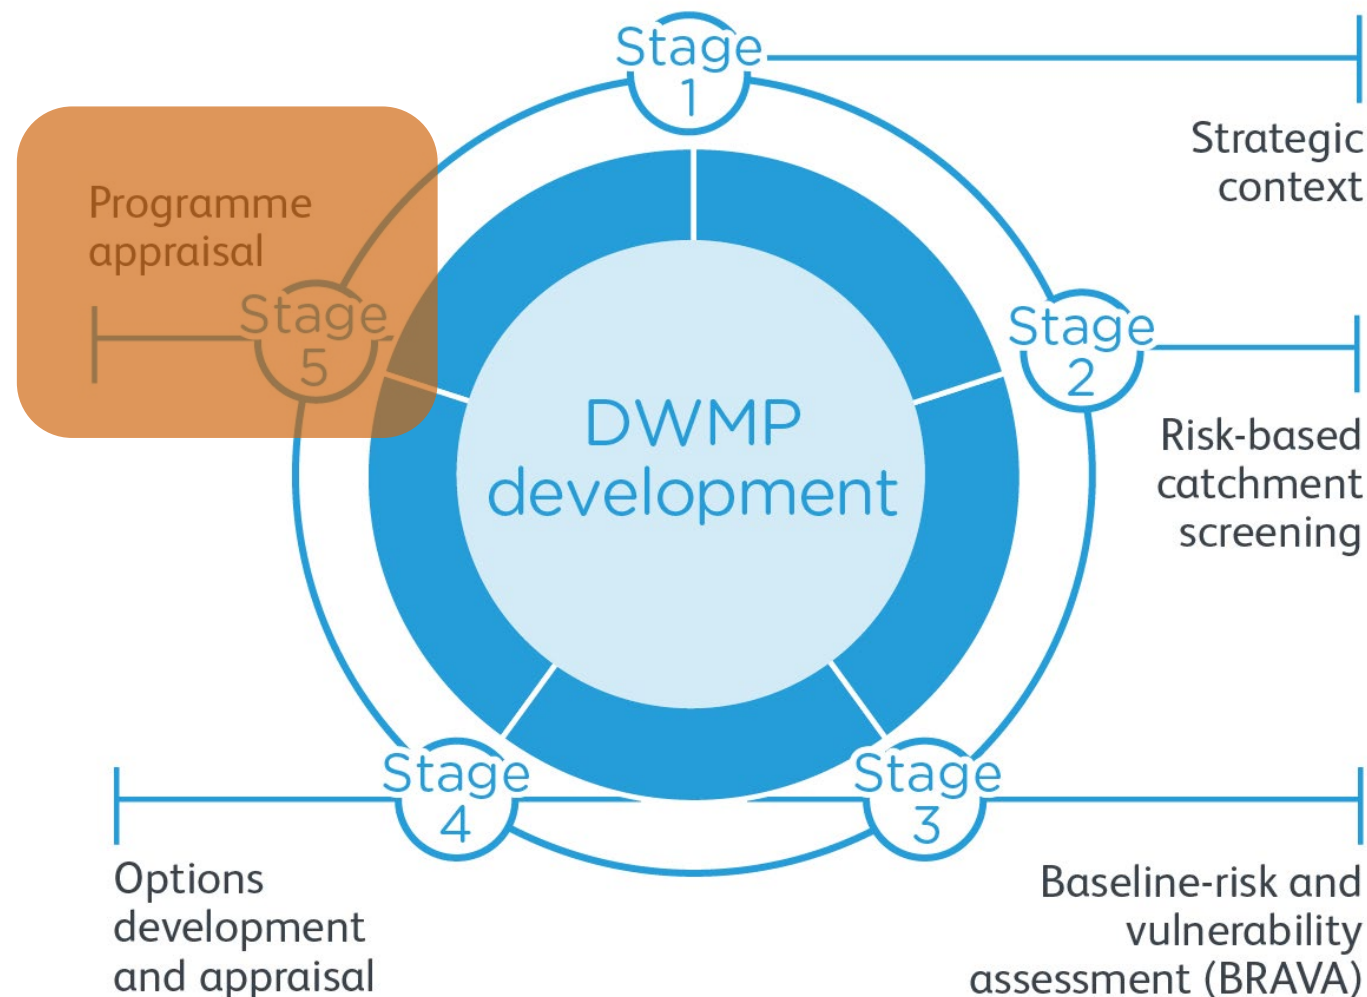 Stage
1
Strategic
context
Stage
2
Risk-based
catchment
screening
Stage
3
Baseline-risk and
vulnerability
assessment (BRAVA)
Stage
4
Options
development
and appraisal
Programme
appraisal
Stage
5
DWMP
development